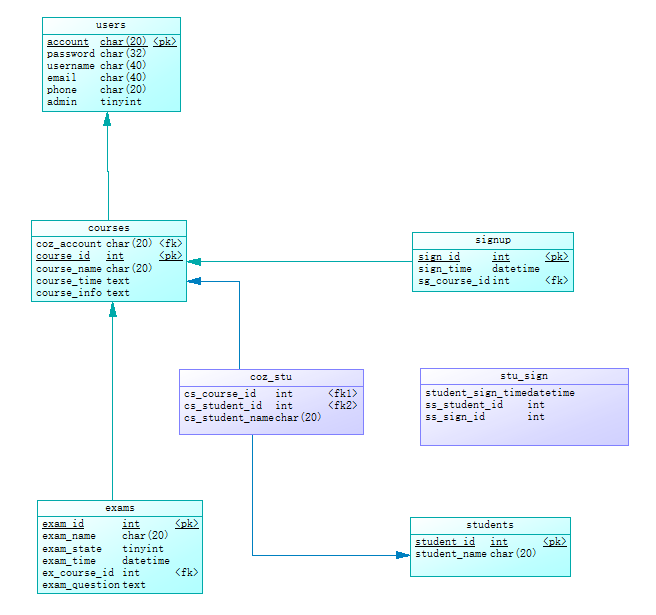 users
account char(20) <pk>
password char(32)
username char(40)
email char(40)
phone char(20)
admin tinyint
courses
coz_account char(20) <fk>
course_id int <pk>
course_name char(20)
course_time text
course_info text
signup
sign_id int <pk>
sign_time datetime
sg_course_id int <fk>
coz_stu
cs_course_id int <fk1>
cs_student_id int <fk2>
cs_student_name char(20)
stu_sign
student_sign_time datetime
ss_student_id int
ss_sign_id int
exams
exam_id int <pk>
exam_name char(20)
exam_state tinyint
exam_time datetime
ex_course_id int <fk>
exam_question text
students
student_id int <pk>
student_name char(20)